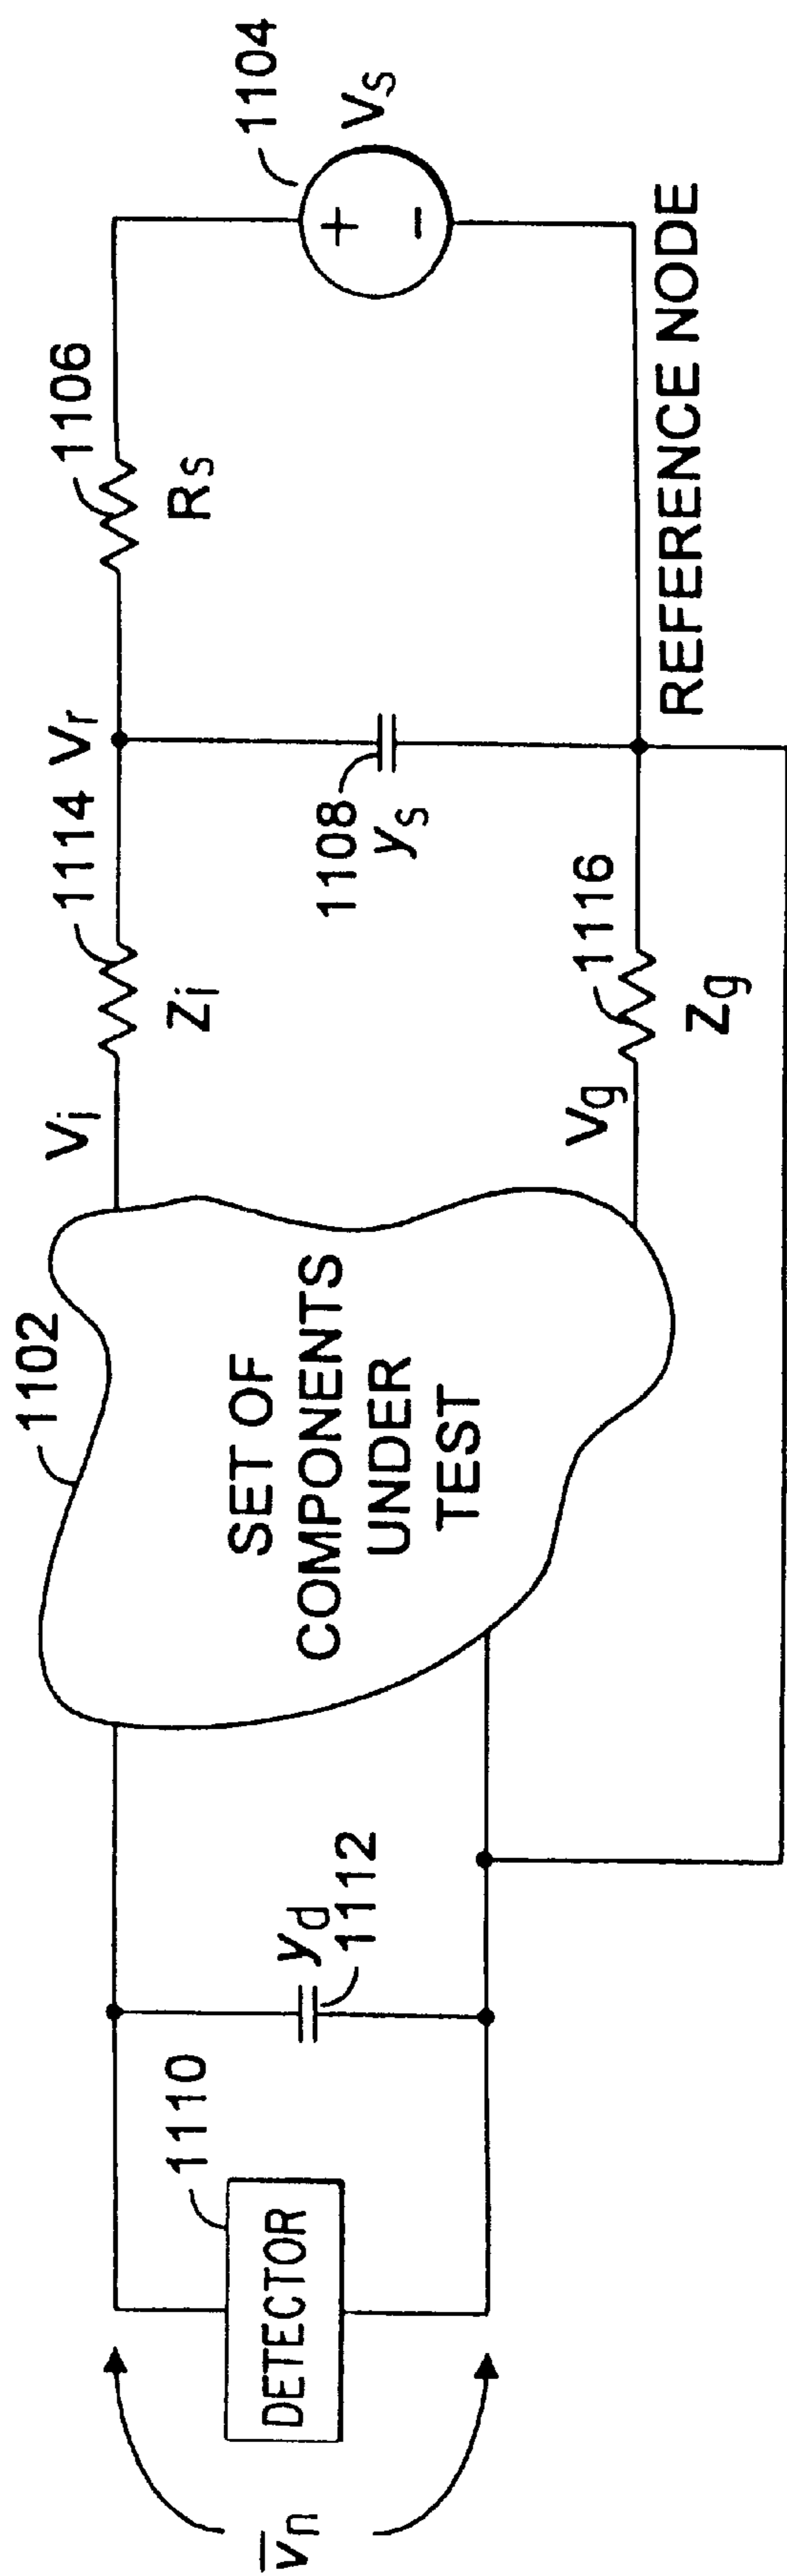 1104
Vs
1106
Rs
1114 Vr
1108
ys
REFERENCE NODE
Vi
Zi
1116
Vg
Zg
1102
SET OF
COMPONENTS
UNDER
TEST
yd
1112
1110
DETECTOR
v̅n
+
-